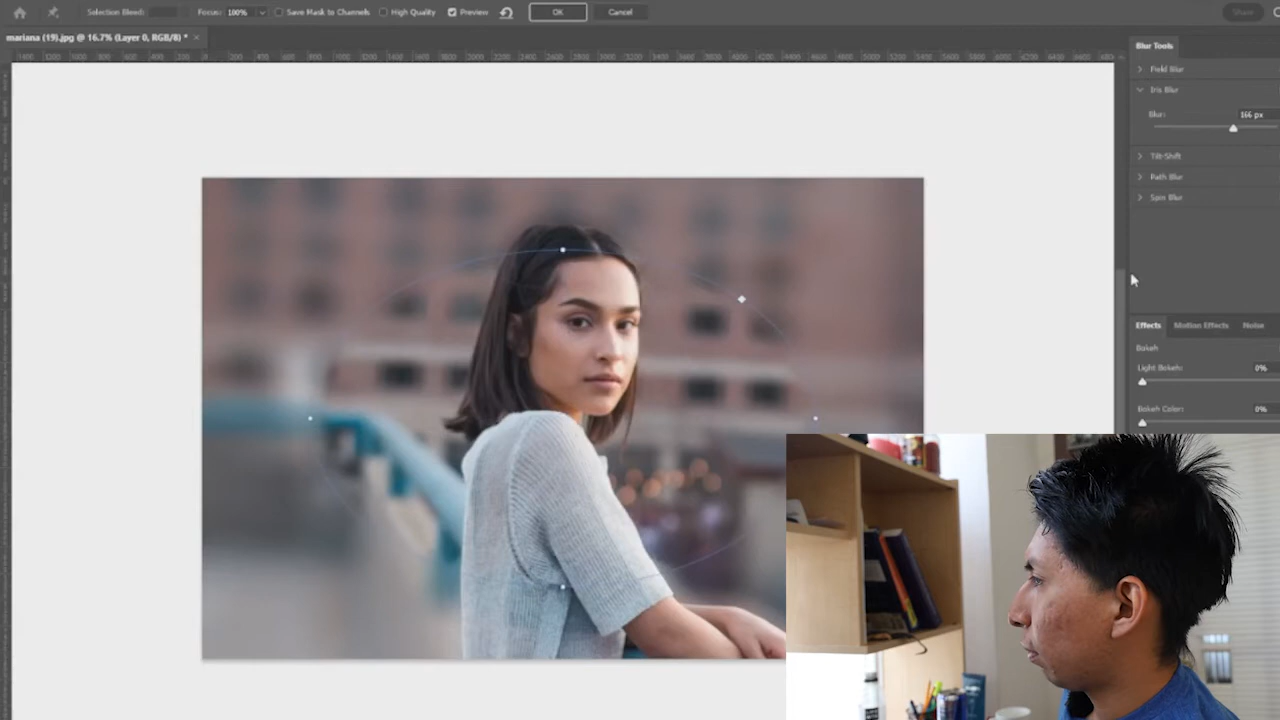 Selection Bleed: Focus: 100% Save Mask to Channels High Quality Preview OK Cancel Share
mariana (19).jpg @ 16.7% (Layer 0, RGB/8) * ×
Blur Tools
Field Blur
Iris Blur
Blur: 166 px
Tilt-Shift
Path Blur
Spin Blur
Effects Motion Effects Noise
Bokeh
Light Bokeh: 0%
Bokeh Color: 0%